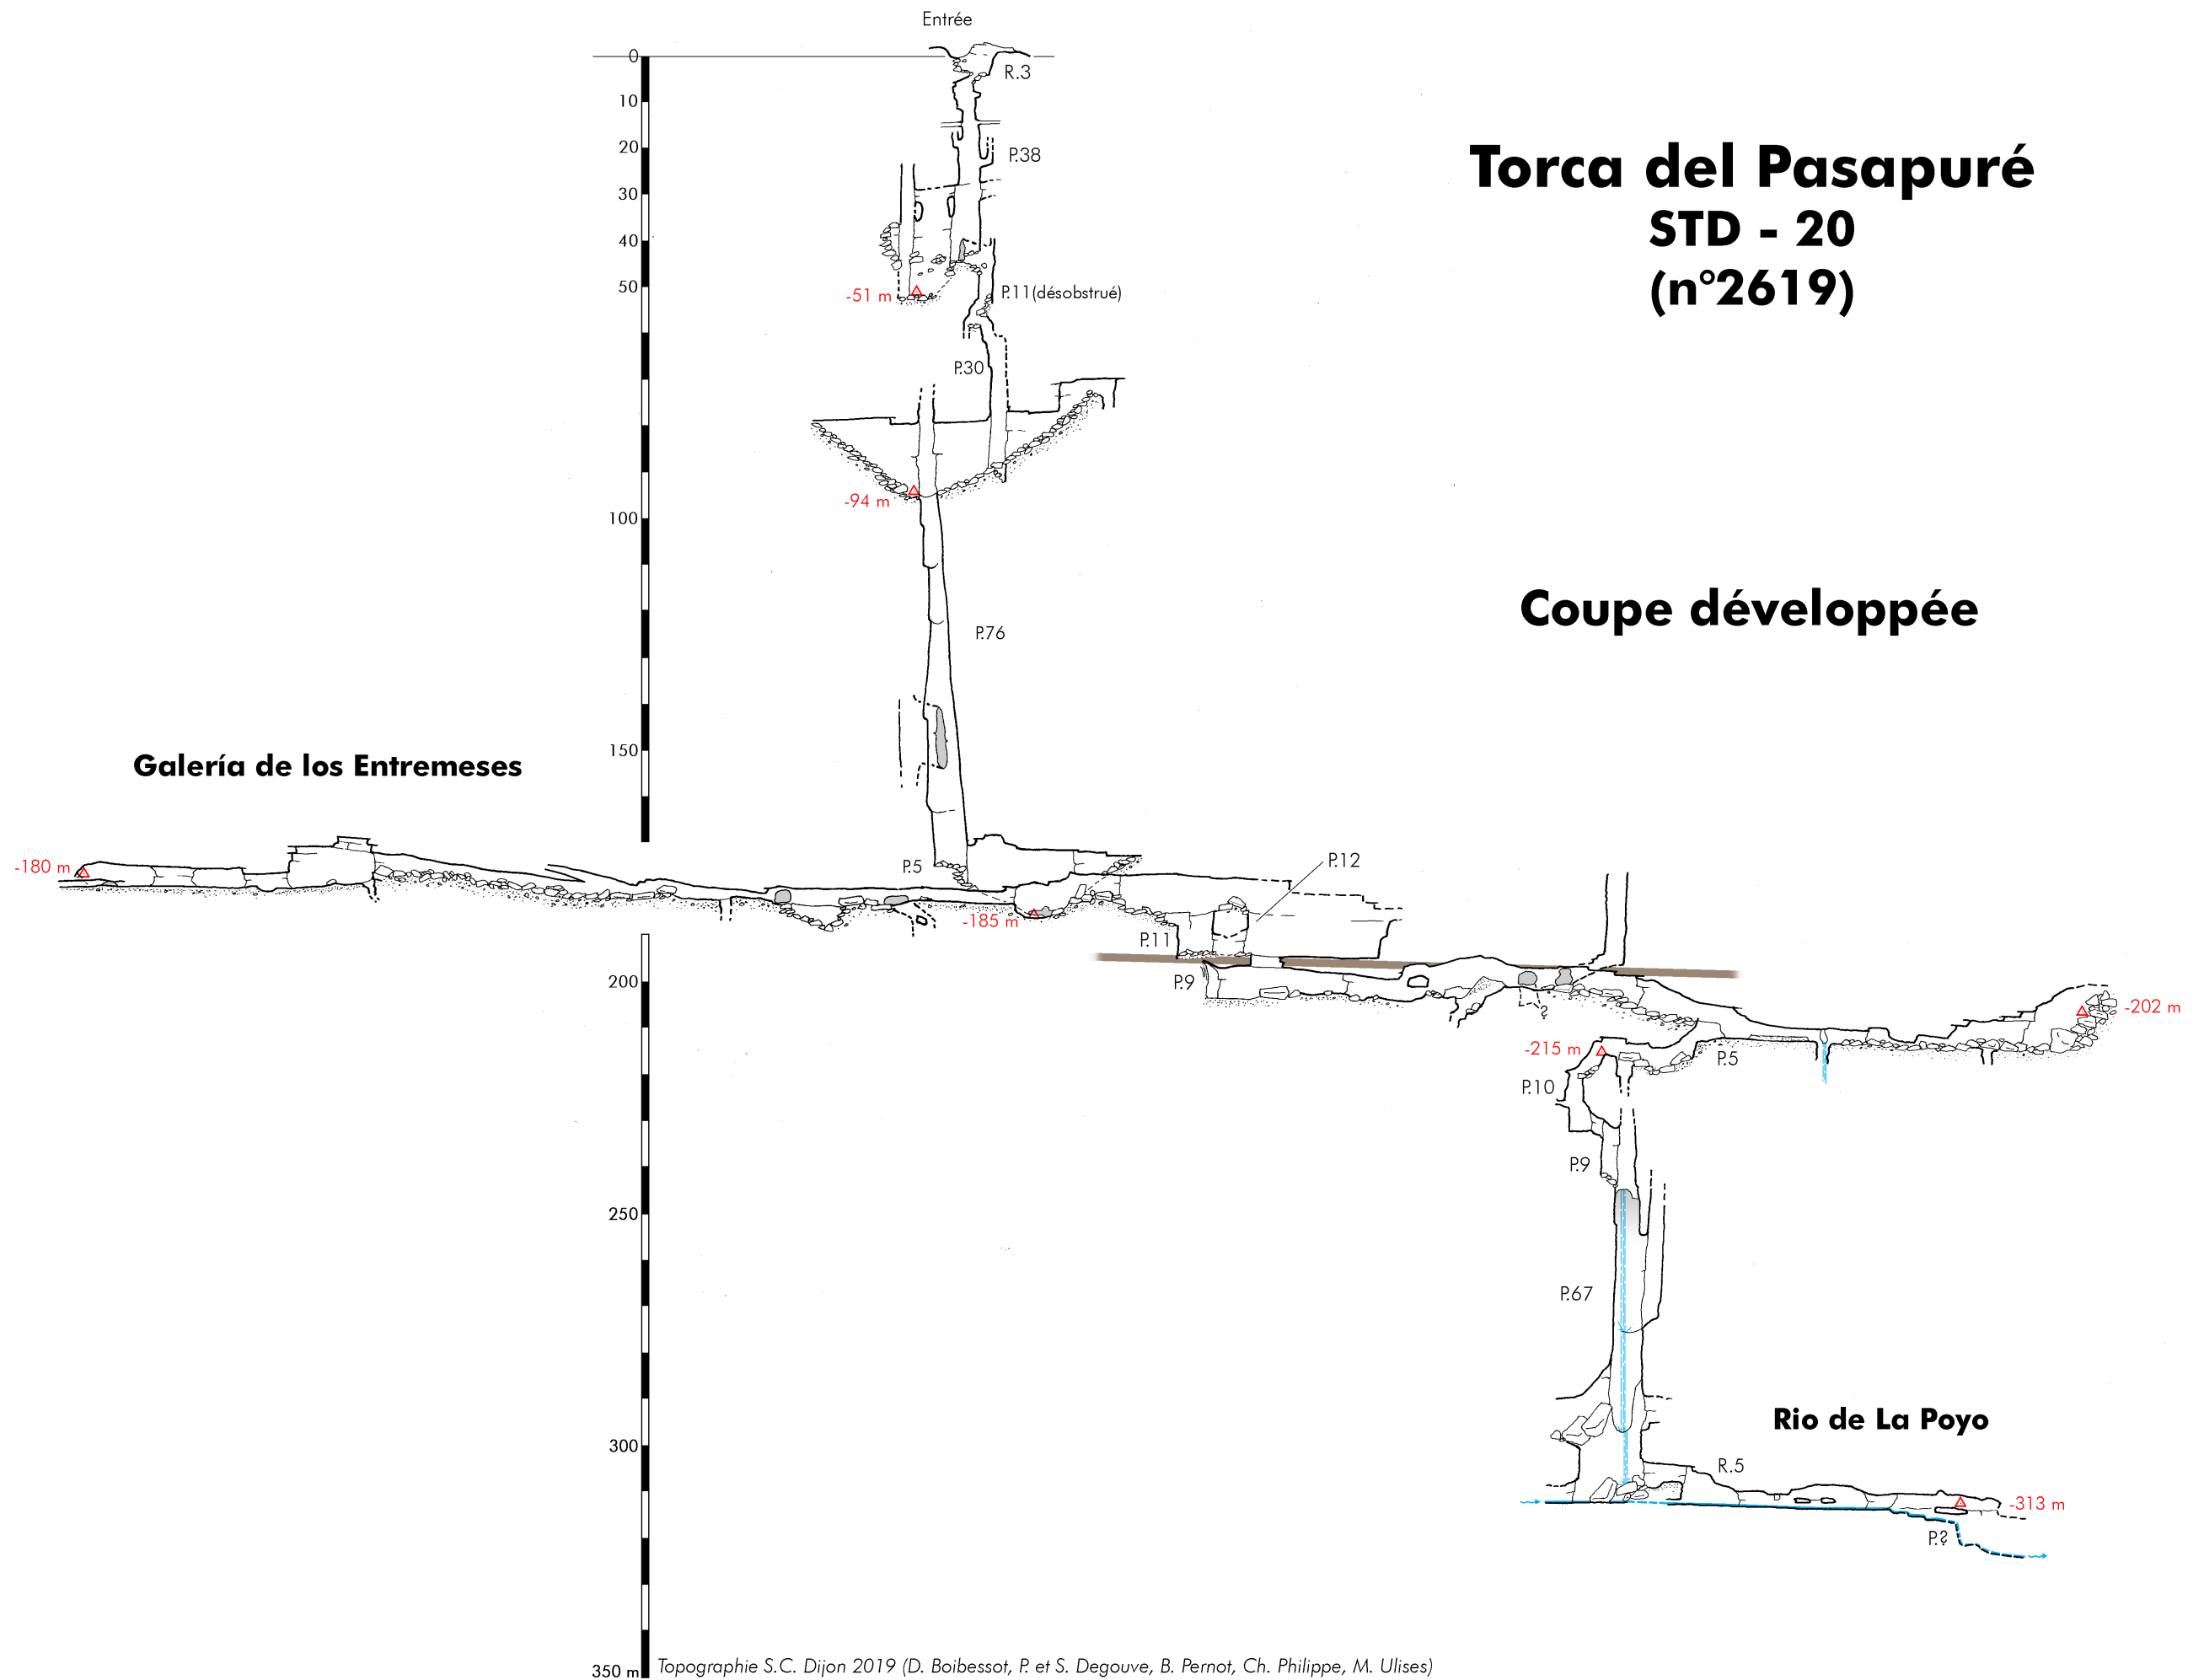 Entrée
0
R.3
10
20
P.38
30
40
50
-51 m
P.11(désobstrué)
P.30
-94 m
100
P.76
150
Torca del Pasapuré
STD - 20
(n°2619)
Coupe développée
Galería de los Entremeses
-180 m
P.5
-185 m
P.12
P.11
P.9
200
?
-202 m
-215 m
P.5
P.10
P.9
250
P.67
300
Rio de La Poyo
R.5
-313 m
P.?
350 m
Topographie S.C. Dijon 2019 (D. Boibessot, P. et S. Degouve, B. Pernot, Ch. Philippe, M. Ulises)